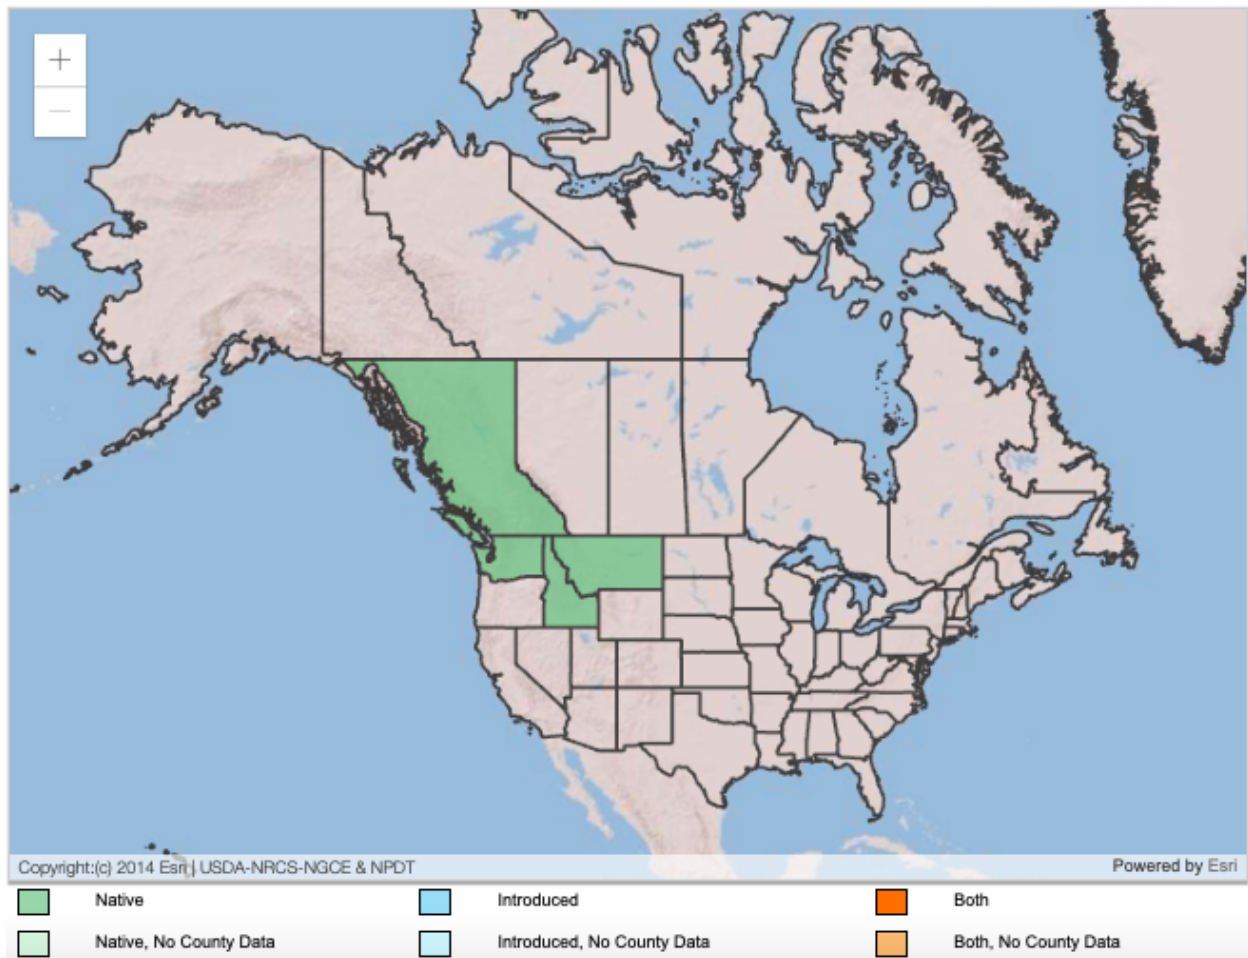 +
−
Copyright:(c) 2014 Esri | USDA-NRCS-NGCE & NPDT
Powered by Esri
Native
Introduced
Both
Native, No County Data
Introduced, No County Data
Both, No County Data